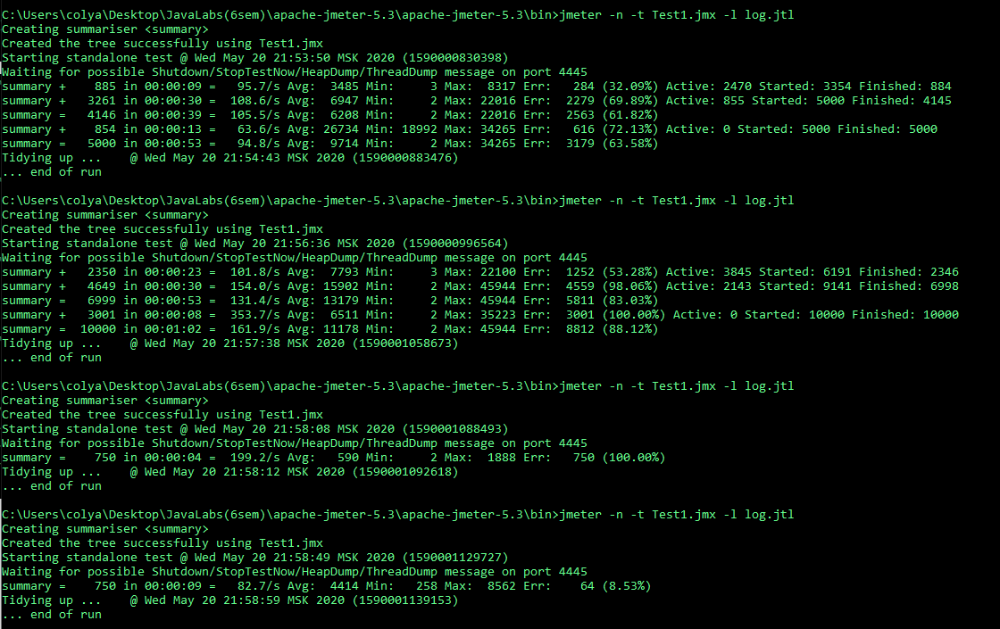 C:\Users\colya\Desktop\JavaLabs(6sem)\apache-jmeter-5.3\apache-jmeter-5.3\bin>jmeter -n -t Test1.jmx -l log.jtl
Creating summariser <summary>
Created the tree successfully using Test1.jmx
Starting standalone test @ Wed May 20 21:53:50 MSK 2020 (1590000830398)
Waiting for possible Shutdown/StopTestNow/HeapDump/ThreadDump message on port 4445
summary +    885 in 00:00:09 =   95.7/s Avg:  3485 Min:     3 Max:  8317 Err:   284 (32.09%) Active: 2470 Started: 3354 Finished: 884
summary +   3261 in 00:00:30 =  108.6/s Avg:  6947 Min:     2 Max: 22016 Err:  2279 (69.89%) Active: 855 Started: 5000 Finished: 4145
summary =   4146 in 00:00:39 =  105.5/s Avg:  6208 Min:     2 Max: 22016 Err:  2563 (61.82%)
summary +    854 in 00:00:13 =   63.6/s Avg: 26734 Min: 18992 Max: 34265 Err:   616 (72.13%) Active: 0 Started: 5000 Finished: 5000
summary =   5000 in 00:00:53 =   94.8/s Avg:  9714 Min:     2 Max: 34265 Err:  3179 (63.58%)
Tidying up ...    @ Wed May 20 21:54:43 MSK 2020 (1590000883476)
... end of run
C:\Users\colya\Desktop\JavaLabs(6sem)\apache-jmeter-5.3\apache-jmeter-5.3\bin>jmeter -n -t Test1.jmx -l log.jtl
Creating summariser <summary>
Created the tree successfully using Test1.jmx
Starting standalone test @ Wed May 20 21:56:36 MSK 2020 (1590000996564)
Waiting for possible Shutdown/StopTestNow/HeapDump/ThreadDump message on port 4445
summary +   2350 in 00:00:23 =  101.8/s Avg:  7793 Min:     3 Max: 22100 Err:  1252 (53.28%) Active: 3845 Started: 6191 Finished: 2346
summary +   4649 in 00:00:30 =  154.0/s Avg: 15902 Min:     2 Max: 45944 Err:  4559 (98.06%) Active: 2143 Started: 9141 Finished: 6998
summary =   6999 in 00:00:53 =  131.4/s Avg: 13179 Min:     2 Max: 45944 Err:  5811 (83.03%)
summary +   3001 in 00:00:08 =  353.7/s Avg:  6511 Min:     2 Max: 35223 Err:  3001 (100.00%) Active: 0 Started: 10000 Finished: 10000
summary =  10000 in 00:01:02 =  161.9/s Avg: 11178 Min:     2 Max: 45944 Err:  8812 (88.12%)
Tidying up ...    @ Wed May 20 21:57:38 MSK 2020 (1590001058673)
... end of run
C:\Users\colya\Desktop\JavaLabs(6sem)\apache-jmeter-5.3\apache-jmeter-5.3\bin>jmeter -n -t Test1.jmx -l log.jtl
Creating summariser <summary>
Created the tree successfully using Test1.jmx
Starting standalone test @ Wed May 20 21:58:08 MSK 2020 (1590001088493)
Waiting for possible Shutdown/StopTestNow/HeapDump/ThreadDump message on port 4445
summary =    750 in 00:00:04 =  199.2/s Avg:   590 Min:     2 Max:  1888 Err:   750 (100.00%)
Tidying up ...    @ Wed May 20 21:58:12 MSK 2020 (1590001092618)
... end of run
C:\Users\colya\Desktop\JavaLabs(6sem)\apache-jmeter-5.3\apache-jmeter-5.3\bin>jmeter -n -t Test1.jmx -l log.jtl
Creating summariser <summary>
Created the tree successfully using Test1.jmx
Starting standalone test @ Wed May 20 21:58:49 MSK 2020 (1590001129727)
Waiting for possible Shutdown/StopTestNow/HeapDump/ThreadDump message on port 4445
summary =    750 in 00:00:09 =   82.7/s Avg:  4414 Min:   258 Max:  8562 Err:    64 (8.53%)
Tidying up ...    @ Wed May 20 21:58:59 MSK 2020 (1590001139153)
... end of run